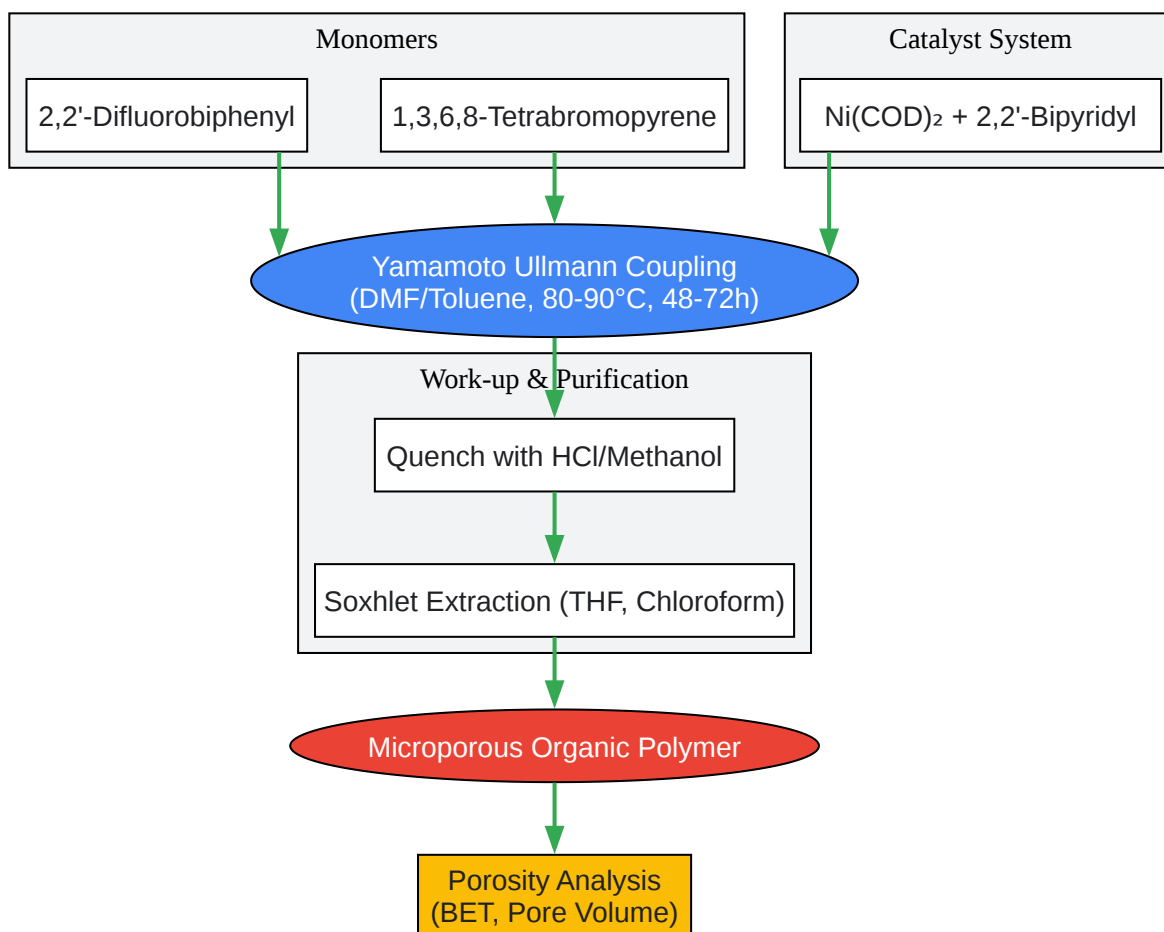 Monomers
Catalyst System
2,2'-Difluorobiphenyl
1,3,6,8-Tetrabromopyrene
Ni(COD)₂ + 2,2'-Bipyridyl
Yamamoto Ullmann Coupling
(DMF/Toluene, 80-90°C, 48-72h)
Work-up & Purification
Quench with HCl/Methanol
Soxhlet Extraction (THF, Chloroform)
Microporous Organic Polymer
Porosity Analysis
(BET, Pore Volume)